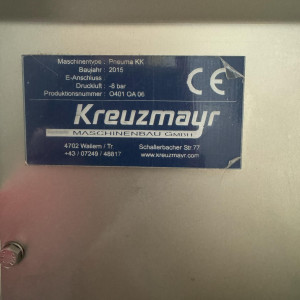 Maschinentype : Pneuma KK
Baujahr : 2015
E-Anschluss :
Druckluft : -6 bar
Produktionsnummer : O401 GA 06
CE
Kreuzmayr
MASCHINENBAU GMBH
4702 Wallern / Tr Schallerbacher Str 77
+43 / 07249 / 48817 www.kreuzmayr.com